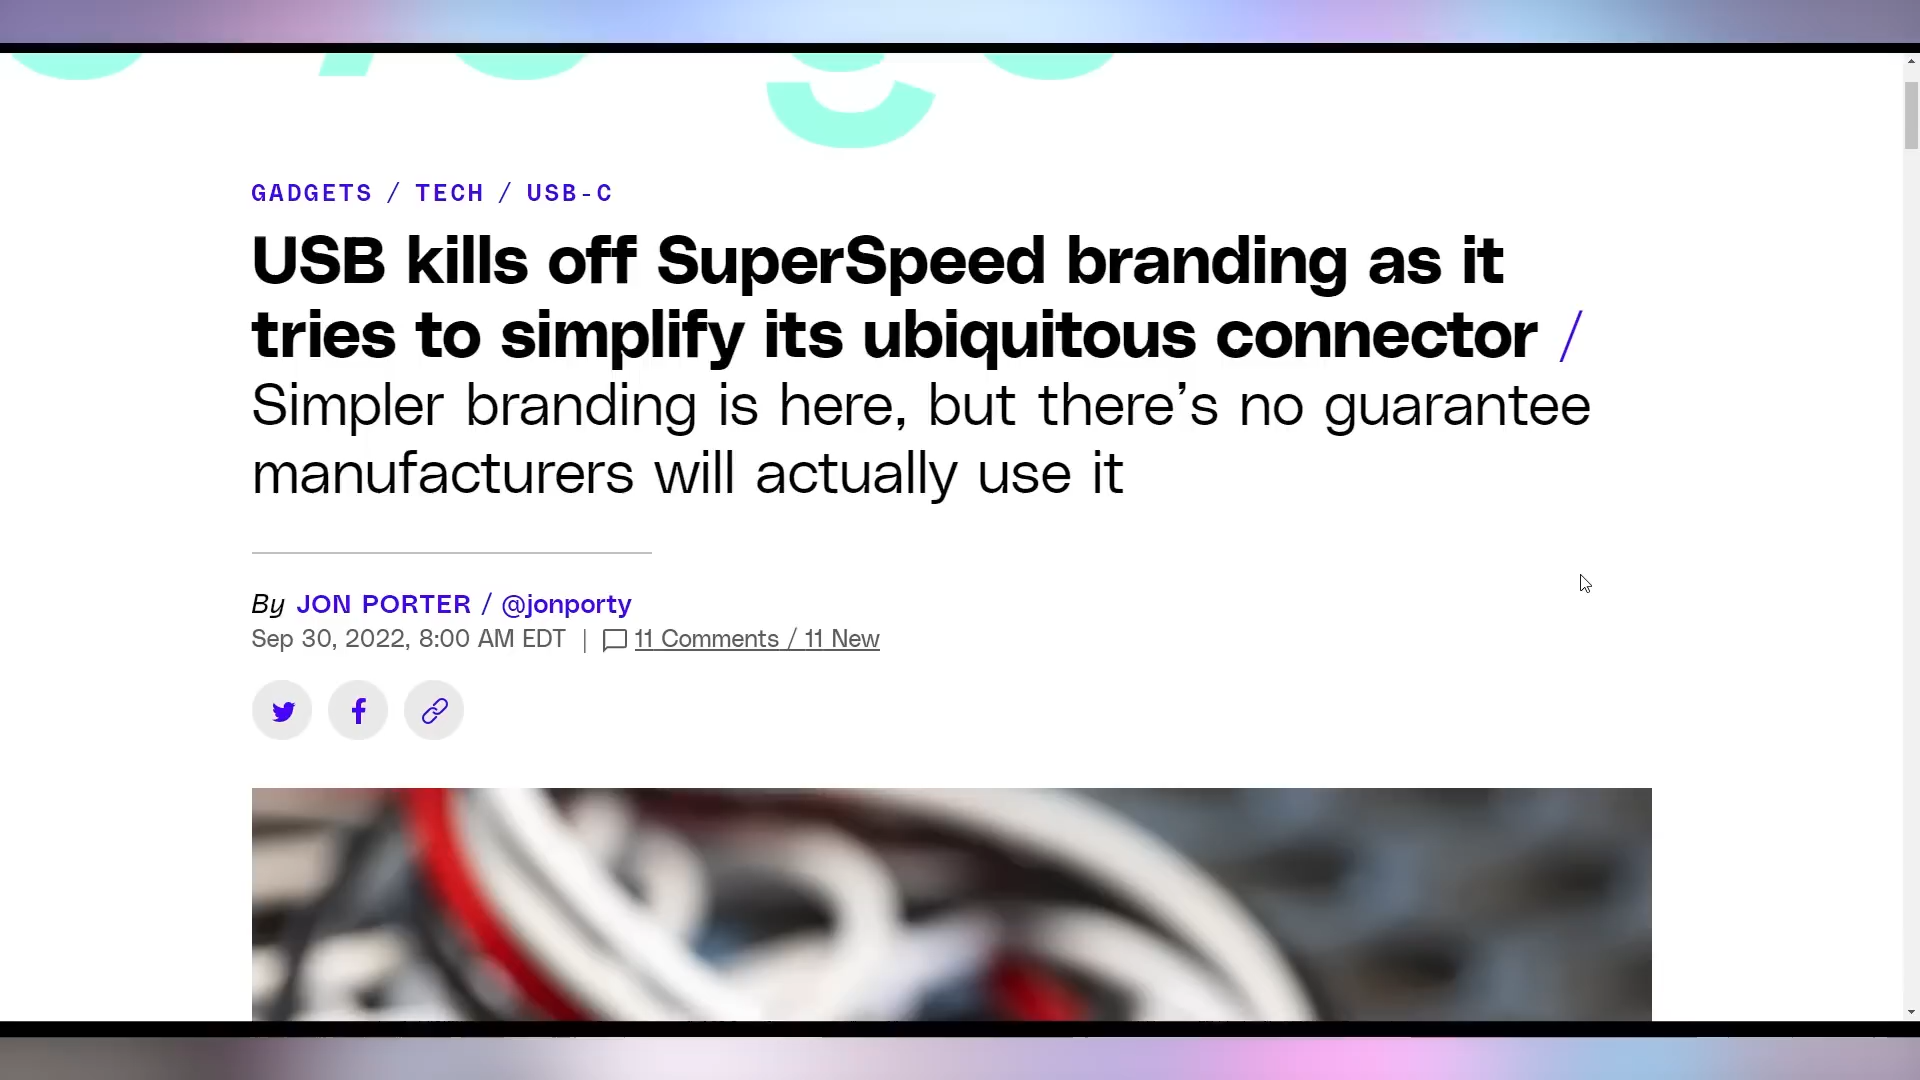 GADGETS / TECH / USB-C
USB kills off SuperSpeed branding as it
tries to simplify its ubiquitous connector /
Simpler branding is here, but there’s no guarantee
manufacturers will actually use it
By JON PORTER / @jonporty
Sep 30, 2022, 8:00 AM EDT | 11 Comments / 11 New